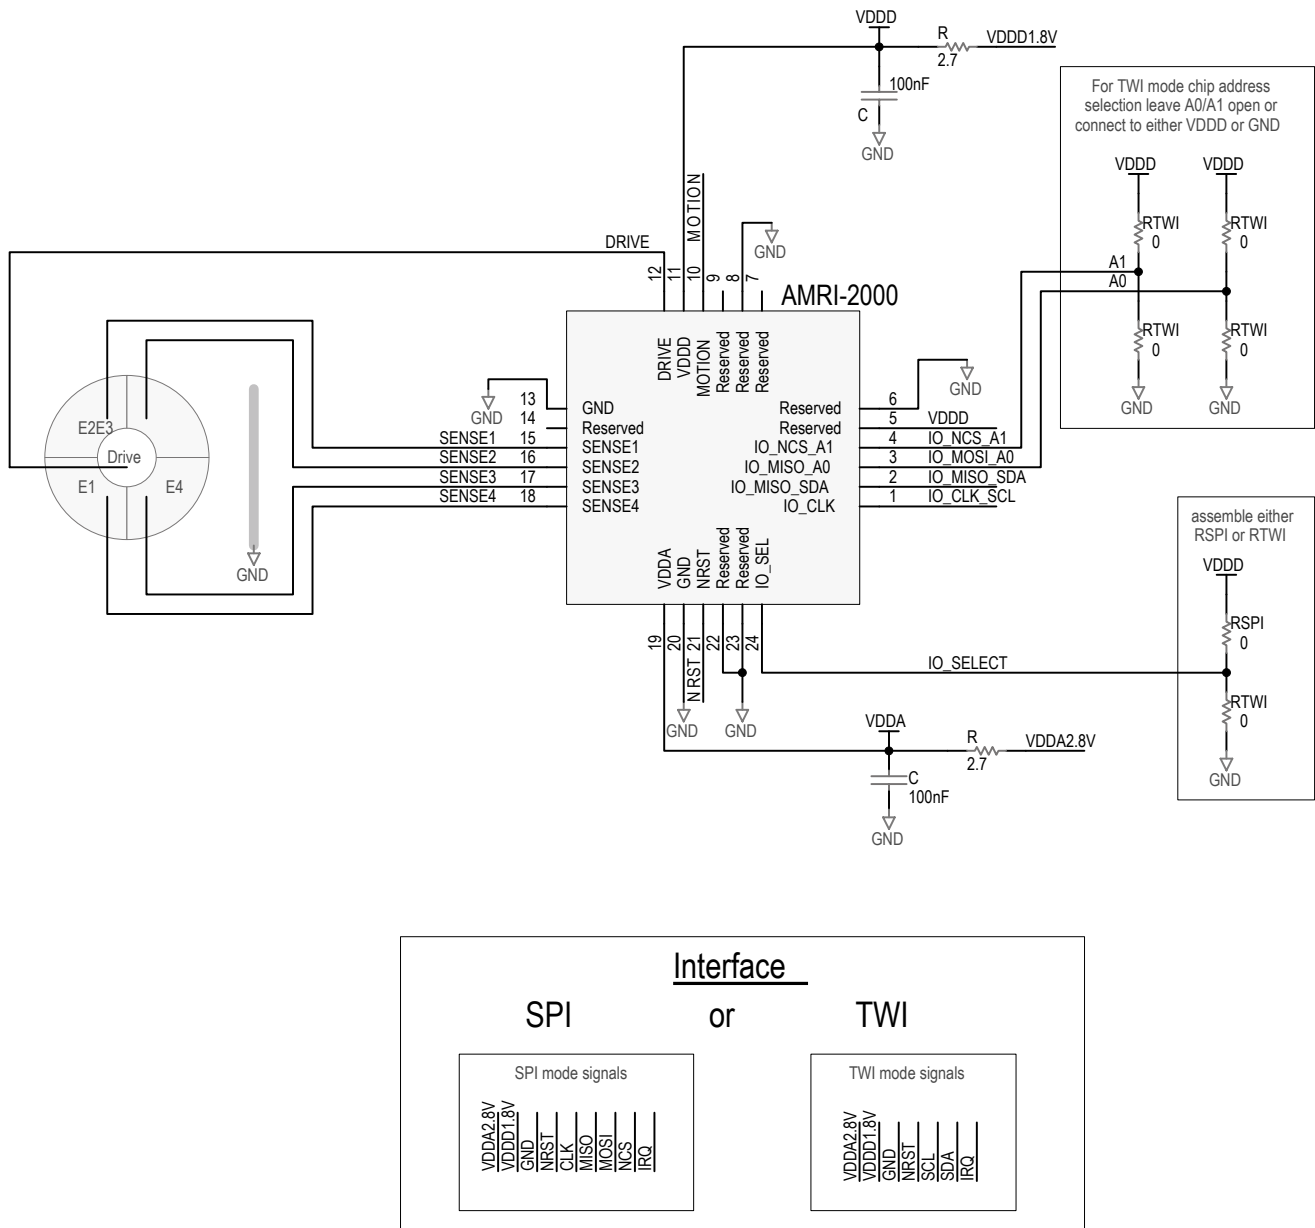 VDDD
R
VDDD1.8V
2.7
100nF
C
GND
For TWI mode chip address
selection leave A0/A1 open or
connect to either VDDD or GND
VDDD
VDDD
RTWI
0
RTWI
0
A1
A0
RTWI
0
RTWI
0
GND
GND
MOTION
DRIVE
GND
12
11
10
9
8
7
AMRI-2000
DRIVE
VDDD
MOTION
Reserved
Reserved
Reserved
GND
13
GND
14
Reserved
SENSE1
15
SENSE1
SENSE2
16
SENSE2
SENSE3
17
SENSE3
SENSE4
18
SENSE4
GND
Reserved
6
Reserved
5
VDDD
IO_NCS_A1
4
IO_NCS_A1
IO_MISO_A0
3
IO_MOSI_A0
IO_MISO_SDA
2
IO_MISO_SDA
IO_CLK
1
IO_CLK_SCL
E2E3
Drive
E1
E4
GND
VDDA
GND
NRST
Reserved
Reserved
IO_SEL
19
20
21
22
23
24
NRST
GND
GND
IO_SELECT
assemble either
RSPI or RTWI
VDDD
RSPI
0
RTWI
0
GND
VDDA
R
VDDA2.8V
2.7
C
100nF
GND
Interface
SPI
or
TWI
SPI mode signals
VDDA2.8V
VDDD1.8V
GND
NRST
CLK
MISO
MOSI
NCS
IRQ
TWI mode signals
VDDA2.8V
VDDD1.8V
GND
NRST
SCL
SDA
IRQ